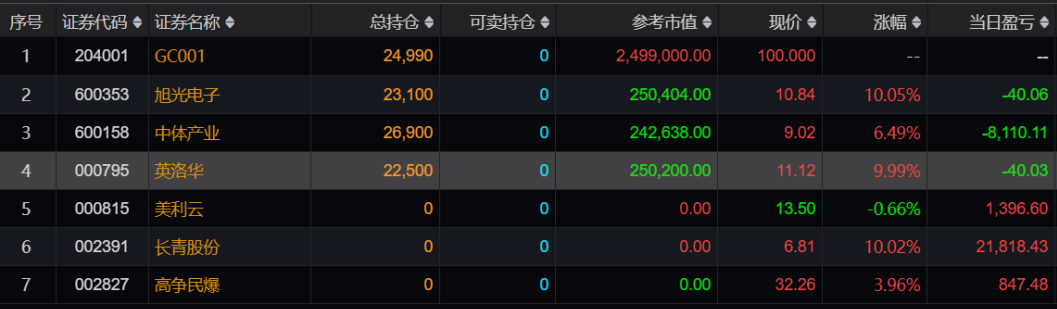 序号 证券代码 证券名称 总持仓 可卖持仓 参考市值 现价 涨幅 当日盈亏
1 204001 GC001 24,990 0 2,499,000.00 100.000 -- --
2 600353 旭光电子 23,100 0 250,404.00 10.84 10.05% -40.06
3 600158 中体产业 26,900 0 242,638.00 9.02 6.49% -8,110.11
4 000795 英洛华 22,500 0 250,200.00 11.12 9.99% -40.03
5 000815 美利云 0 0 0.00 13.50 -0.66% 1,396.60
6 002391 长青股份 0 0 0.00 6.81 10.02% 21,818.43
7 002827 高争民爆 0 0 0.00 32.26 3.96% 847.48